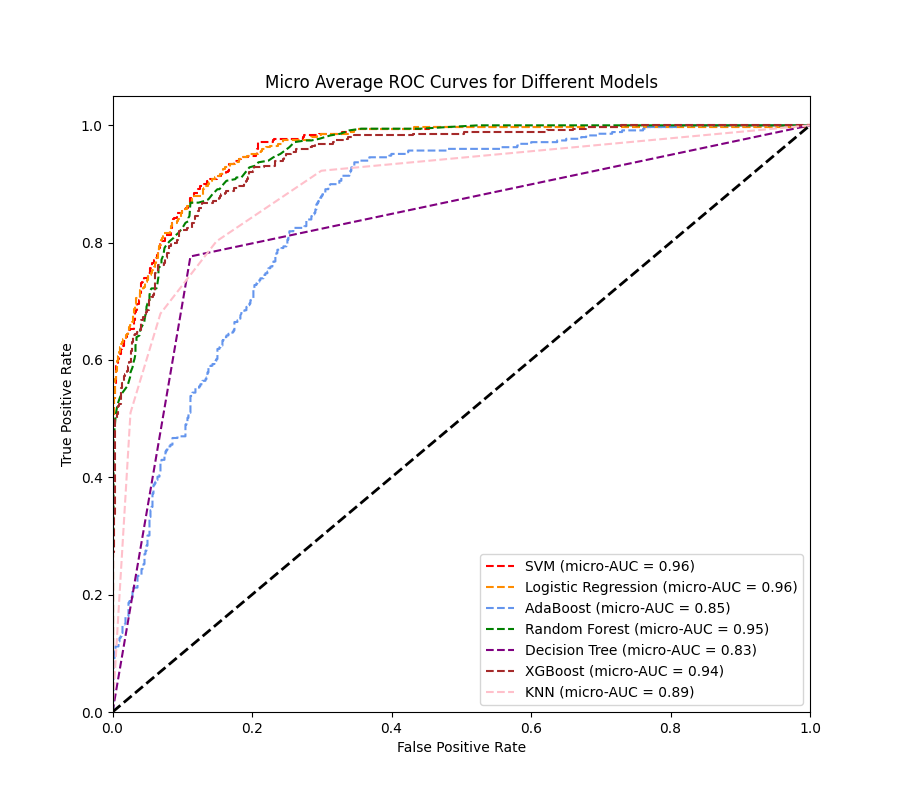 Micro Average ROC Curves for Different Models
1.0
0.8
0.6
0.4
0.2
0.0
True Positive Rate
SVM (micro-AUC = 0.96)
Logistic Regression (micro-AUC = 0.96)
AdaBoost (micro-AUC = 0.85)
Random Forest (micro-AUC = 0.95)
Decision Tree (micro-AUC = 0.83)
XGBoost (micro-AUC = 0.94)
KNN (micro-AUC = 0.89)
0.0 0.2 0.4 0.6 0.8 1.0
False Positive Rate